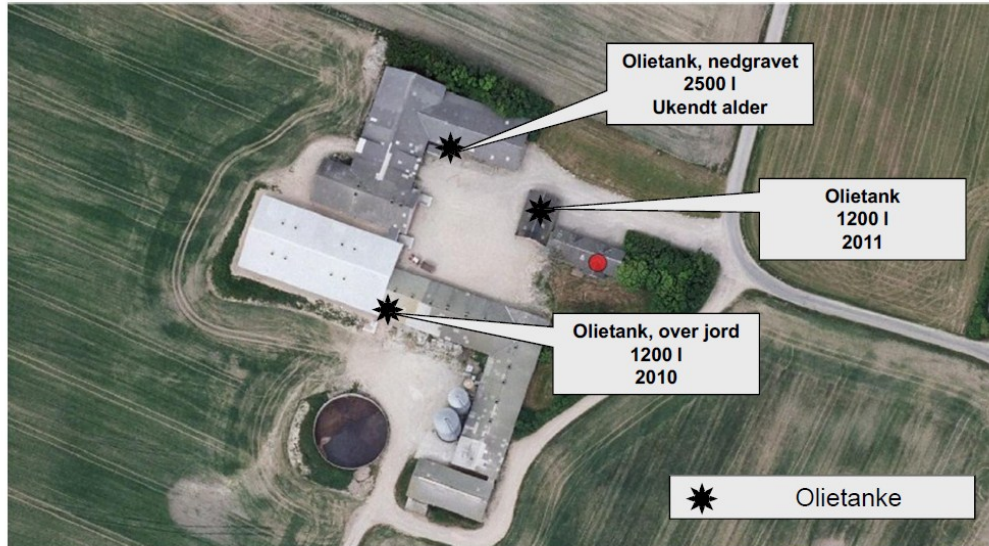 Olietank, nedgravet
2500 l
Ukendt alder
Olietank
1200 l
2011
Olietank, over jord
1200 l
2010
Olietanke